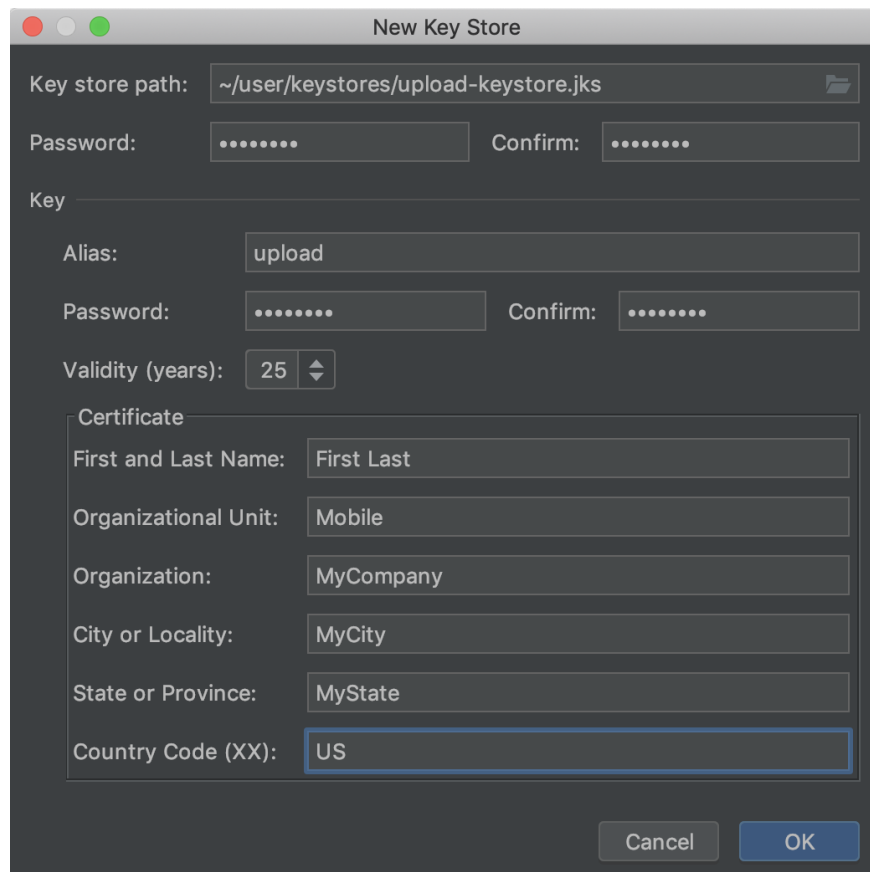 New Key Store
Key store path: ~/user/keystores/upload-keystore.jks
Password: •••••••• Confirm: ••••••••
Key
Alias: upload
Password: •••••••• Confirm: ••••••••
Validity (years): 25
Certificate
First and Last Name: First Last
Organizational Unit: Mobile
Organization: MyCompany
City or Locality: MyCity
State or Province: MyState
Country Code (XX): US
Cancel OK